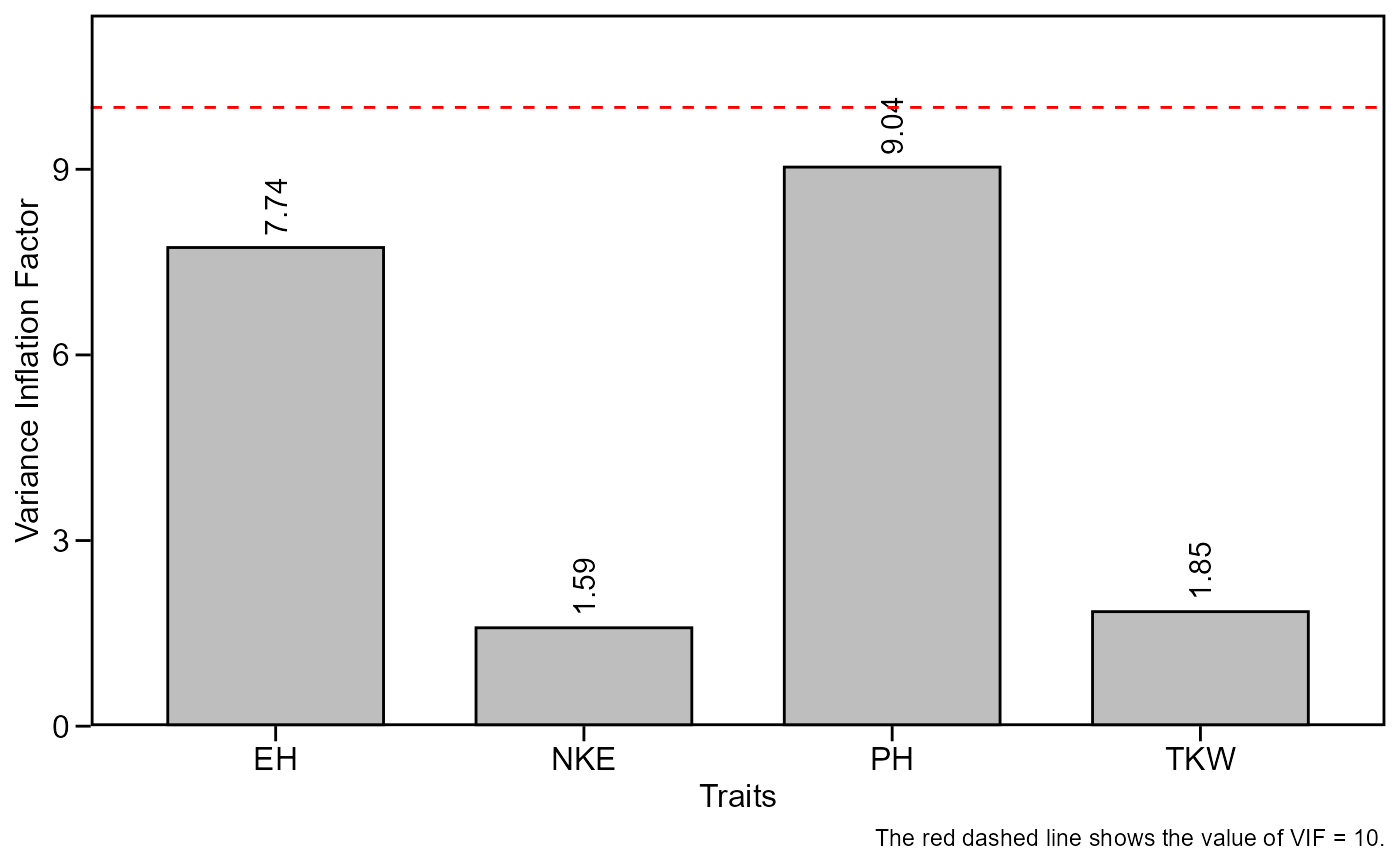 Variance Inflation Factor
9
6
3
0
7.74
1.59
9.04
1.85
EH NKE PH TKW
Traits
The red dashed line shows the value of VIF = 10.